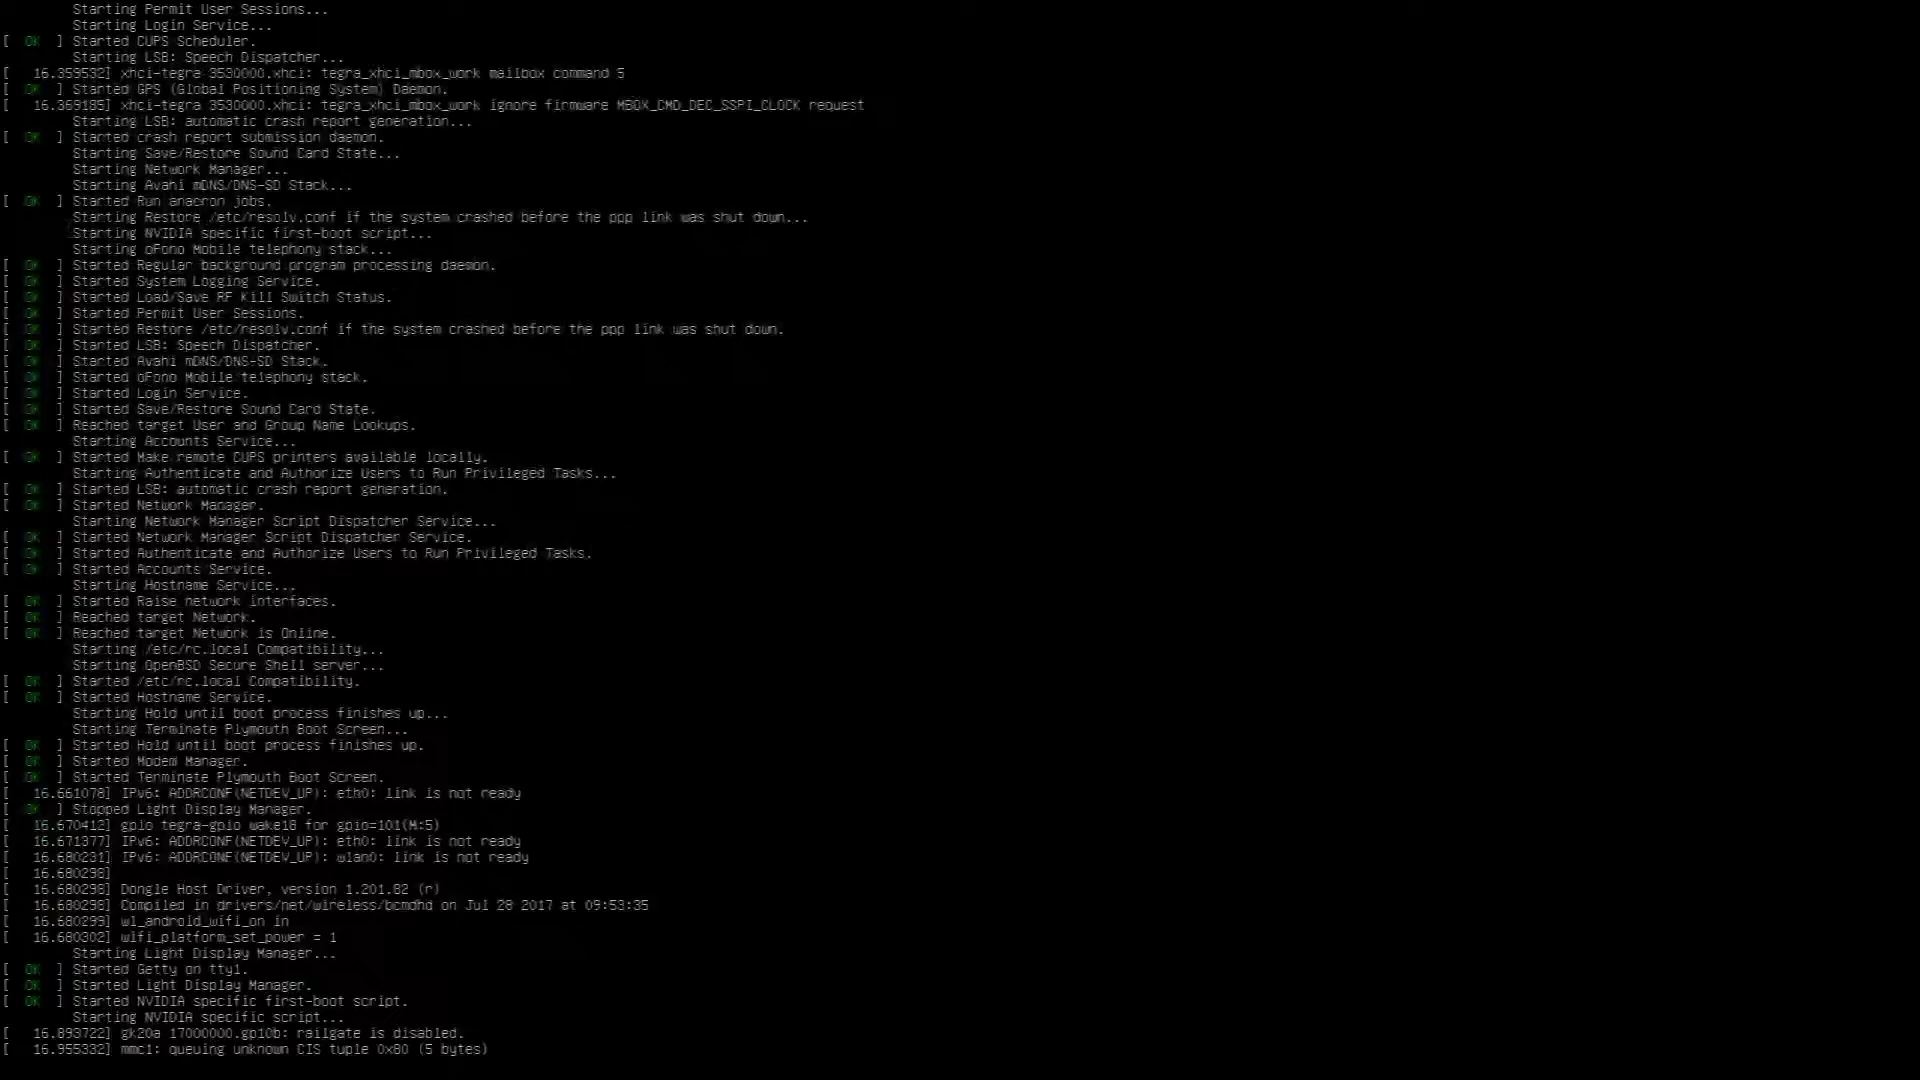 Starting Permit User Sessions...
Starting Login Service...
[ OK ] Started CUPS Scheduler.
Starting LSB: Speech Dispatcher...
[ 16.359532] xhci-tegra 3530000.xhci: tegra_xhci_mbox_work mailbox command 5
[ OK ] Started GPS (Global Positioning System) Daemon.
[ 16.369185] xhci-tegra 3530000.xhci: tegra_xhci_mbox_work ignore firmware MBOX_CMD_DEC_SSPI_CLOCK request
Starting LSB: automatic crash report generation...
[ OK ] Started crash report submission daemon.
Starting Save/Restore Sound Card State...
Starting Network Manager...
Starting Avahi mDNS/DNS-SD Stack...
[ OK ] Started Run anacron jobs.
Starting Restore /etc/resolv.conf if the system crashed before the ppp link was shut down...
Starting NVIDIA specific first-boot script...
Starting oFono Mobile telephony stack...
[ OK ] Started Regular background program processing daemon.
[ OK ] Started System Logging Service.
[ OK ] Started Load/Save RF Kill Switch Status.
[ OK ] Started Permit User Sessions.
[ OK ] Started Restore /etc/resolv.conf if the system crashed before the ppp link was shut down.
[ OK ] Started LSB: Speech Dispatcher.
[ OK ] Started Avahi mDNS/DNS-SD Stack.
[ OK ] Started oFono Mobile telephony stack.
[ OK ] Started Login Service.
[ OK ] Started Save/Restore Sound Card State.
[ OK ] Reached target User and Group Name Lookups.
Starting Accounts Service...
[ OK ] Started Make remote CUPS printers available locally.
Starting Authenticate and Authorize Users to Run Privileged Tasks...
[ OK ] Started LSB: automatic crash report generation.
[ OK ] Started Network Manager.
Starting Network Manager Script Dispatcher Service...
[ OK ] Started Network Manager Script Dispatcher Service.
[ OK ] Started Authenticate and Authorize Users to Run Privileged Tasks.
[ OK ] Started Accounts Service.
Starting Hostname Service...
[ OK ] Started Raise network interfaces.
[ OK ] Reached target Network.
[ OK ] Reached target Network is Online.
Starting /etc/rc.local Compatibility...
Starting OpenBSD Secure Shell server...
[ OK ] Started /etc/rc.local Compatibility.
[ OK ] Started Hostname Service.
Starting Hold until boot process finishes up...
Starting Terminate Plymouth Boot Screen...
[ OK ] Started Hold until boot process finishes up.
[ OK ] Started Modem Manager.
[ OK ] Started Terminate Plymouth Boot Screen.
[ 16.661078] IPv6: ADDRCONF(NETDEV_UP): eth0: link is not ready
[ OK ] Stopped Light Display Manager.
[ 16.670412] gpio tegra-gpio wake18 for gpio=101(M:5)
[ 16.671377] IPv6: ADDRCONF(NETDEV_UP): eth0: link is not ready
[ 16.680231] IPv6: ADDRCONF(NETDEV_UP): wlan0: link is not ready
[ 16.680298]
[ 16.680298] Dongle Host Driver, version 1.201.82 (r)
[ 16.680298] Compiled in drivers/net/wireless/bcmdhd on Jul 28 2017 at 09:53:35
[ 16.680299] wl_android_wifi_on in
[ 16.680302] wifi_platform_set_power = 1
Starting Light Display Manager...
[ OK ] Started Getty on tty1.
[ OK ] Started Light Display Manager.
[ OK ] Started NVIDIA specific first-boot script.
Starting NVIDIA specific script...
[ 16.893722] gk20a 17000000.gp10b: railgate is disabled.
[ 16.955332] mmc1: queuing unknown CIS tuple 0x80 (5 bytes)